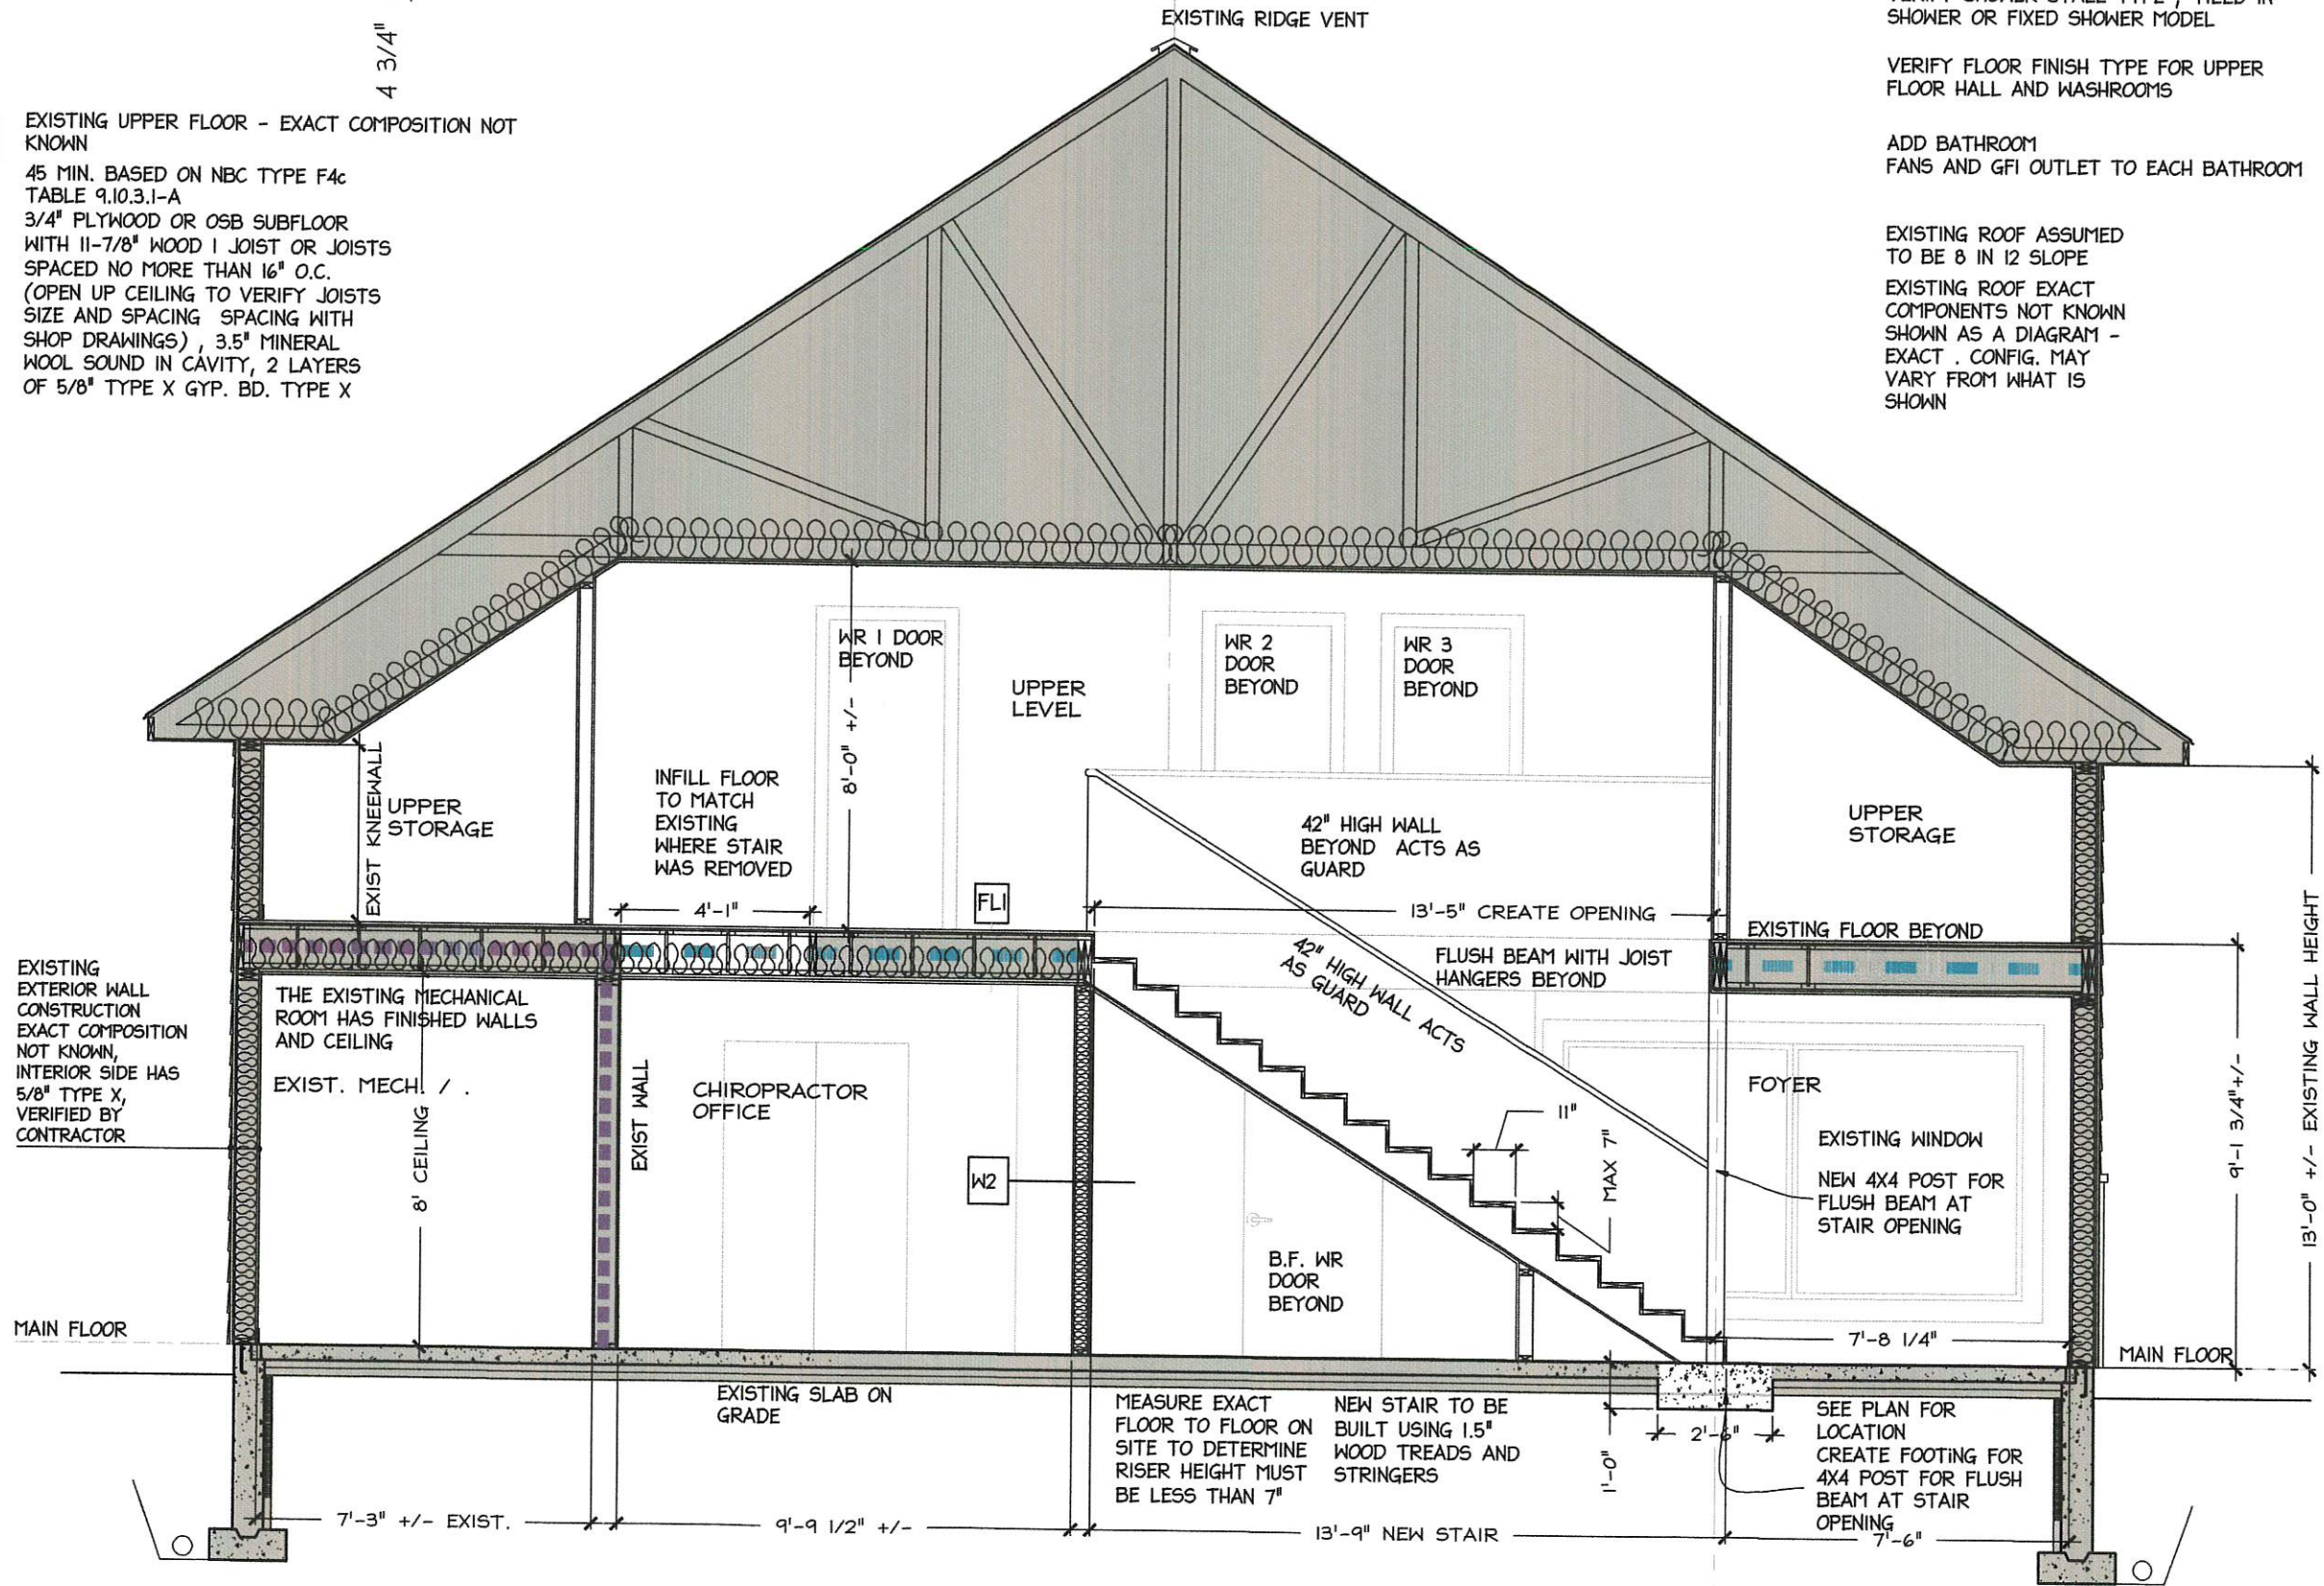 EXISTING RIDGE VENT
SHOWER OR FIXED SHOWER MODEL
VERIFY FLOOR FINISH TYPE FOR UPPER
FLOOR HALL AND WASHROOMS
ADD BATHROOM
FANS AND GFI OUTLET TO EACH BATHROOM
EXISTING ROOF ASSUMED
TO BE 8 IN 12 SLOPE
EXISTING ROOF EXACT
COMPONENTS NOT KNOWN
SHOWN AS A DIAGRAM -
EXACT . CONFIG. MAY
VARY FROM WHAT IS
SHOWN
4 3/4"
EXISTING UPPER FLOOR - EXACT COMPOSITION NOT
KNOWN
45 MIN. BASED ON NBC TYPE F4c
TABLE 9.10.3.1-A
3/4" PLYWOOD OR OSB SUBFLOOR
WITH 11-7/8" WOOD I JOIST OR JOISTS
SPACED NO MORE THAN 16" O.C.
(OPEN UP CEILING TO VERIFY JOISTS
SIZE AND SPACING SPACING WITH
SHOP DRAWINGS) , 3.5" MINERAL
WOOL SOUND IN CAVITY, 2 LAYERS
OF 5/8" TYPE X GYP. BD. TYPE X
WR 1 DOOR
BEYOND
WR 2
DOOR
BEYOND
WR 3
DOOR
BEYOND
UPPER
LEVEL
8'-0" +/-
EXIST KNEEWALL
UPPER
STORAGE
INFILL FLOOR
TO MATCH
EXISTING
WHERE STAIR
WAS REMOVED
42" HIGH WALL
BEYOND ACTS AS
GUARD
UPPER
STORAGE
FL1
4'-1"
13'-5" CREATE OPENING
EXISTING FLOOR BEYOND
42" HIGH WALL ACTS
AS GUARD
FLUSH BEAM WITH JOIST
HANGERS BEYOND
EXISTING
EXTERIOR WALL
CONSTRUCTION
EXACT COMPOSITION
NOT KNOWN,
INTERIOR SIDE HAS
5/8" TYPE X,
VERIFIED BY
CONTRACTOR
THE EXISTING MECHANICAL
ROOM HAS FINISHED WALLS
AND CEILING
EXIST. MECH. / .
8' CEILING
EXIST WALL
CHIROPRACTOR
OFFICE
W2
11"
MAX 7"
FOYER
EXISTING WINDOW
NEW 4X4 POST FOR
FLUSH BEAM AT
STAIR OPENING
9'-1 3/4"+/-
13'-0" +/- EXISTING WALL HEIGHT
B.F. WR
DOOR
BEYOND
MAIN FLOOR
7'-8 1/4"
MAIN FLOOR
EXISTING SLAB ON
GRADE
MEASURE EXACT
FLOOR TO FLOOR ON
SITE TO DETERMINE
RISER HEIGHT MUST
BE LESS THAN 7"
NEW STAIR TO BE
BUILT USING 1.5"
WOOD TREADS AND
STRINGERS
1'-0"
2'-6"
SEE PLAN FOR
LOCATION
CREATE FOOTING FOR
4X4 POST FOR FLUSH
BEAM AT STAIR
OPENING
7'-3" +/- EXIST.
9'-9 1/2" +/-
13'-9" NEW STAIR
7'-6"